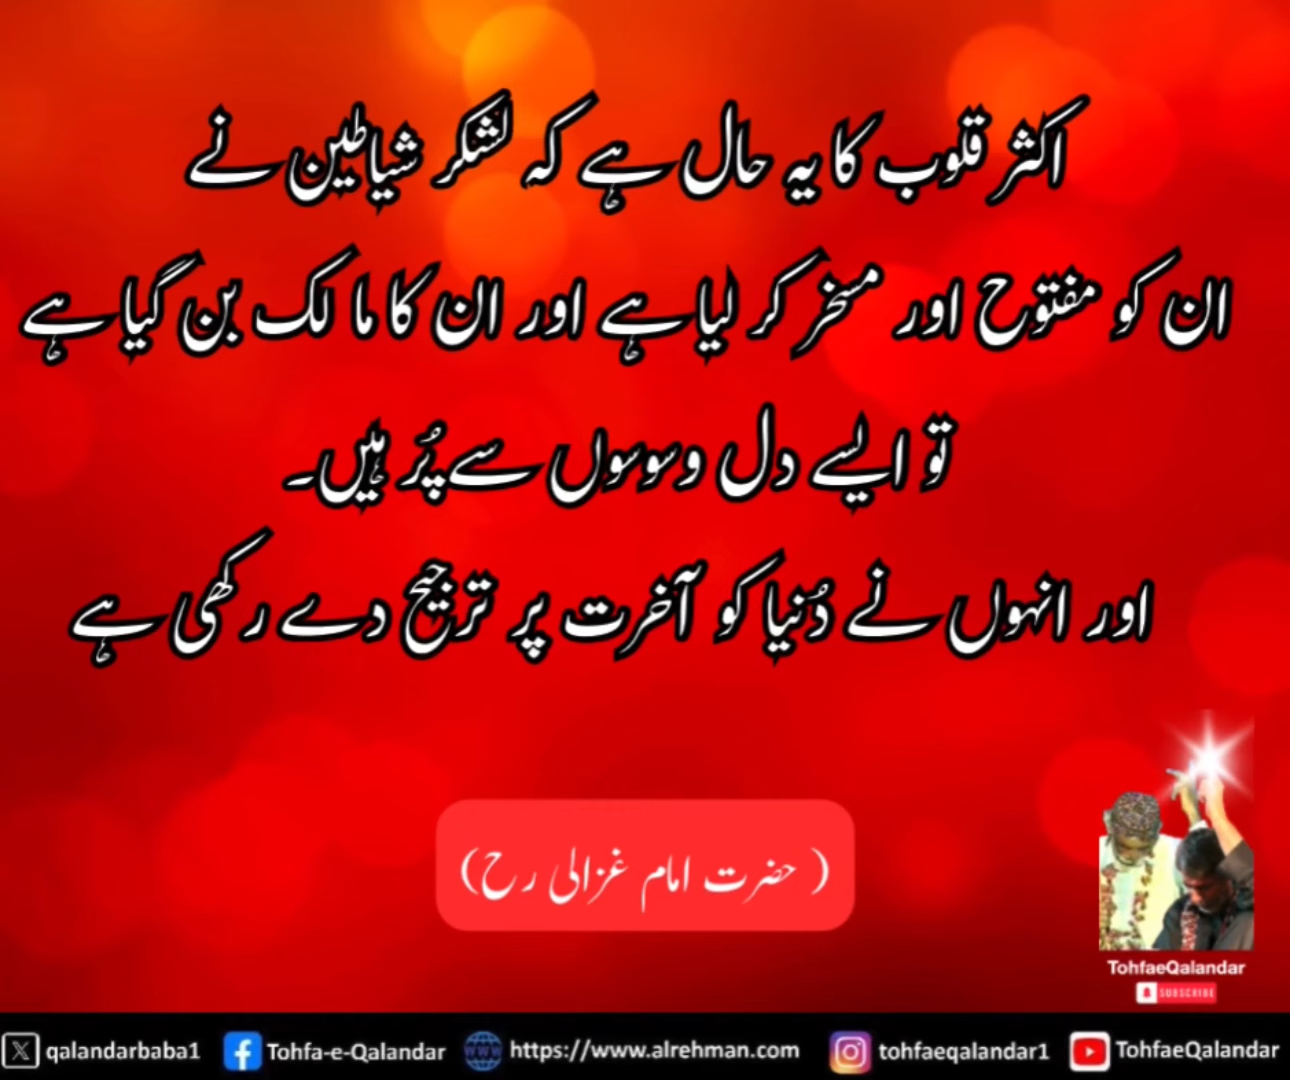 اکثر قلوب کا یہ حال ہے کہ لشکر شیاطین نے
ان کو مفتوح اور مسخر کر لیا ہے اور ان کا مالک بن گیا ہے
تو ایسے دل وسوسوں سے پُر ہیں۔
اور انہوں نے دُنیا کو آخرت پر ترجیح دے رکھی ہے
( حضرت امام غزالی رح)
TohfaeQalandar
SUBSCRIBE
qalandarbaba1 Tohfa-e-Qalandar www https://www.alrehman.com tohfaeqalandar1 TohfaeQalandar